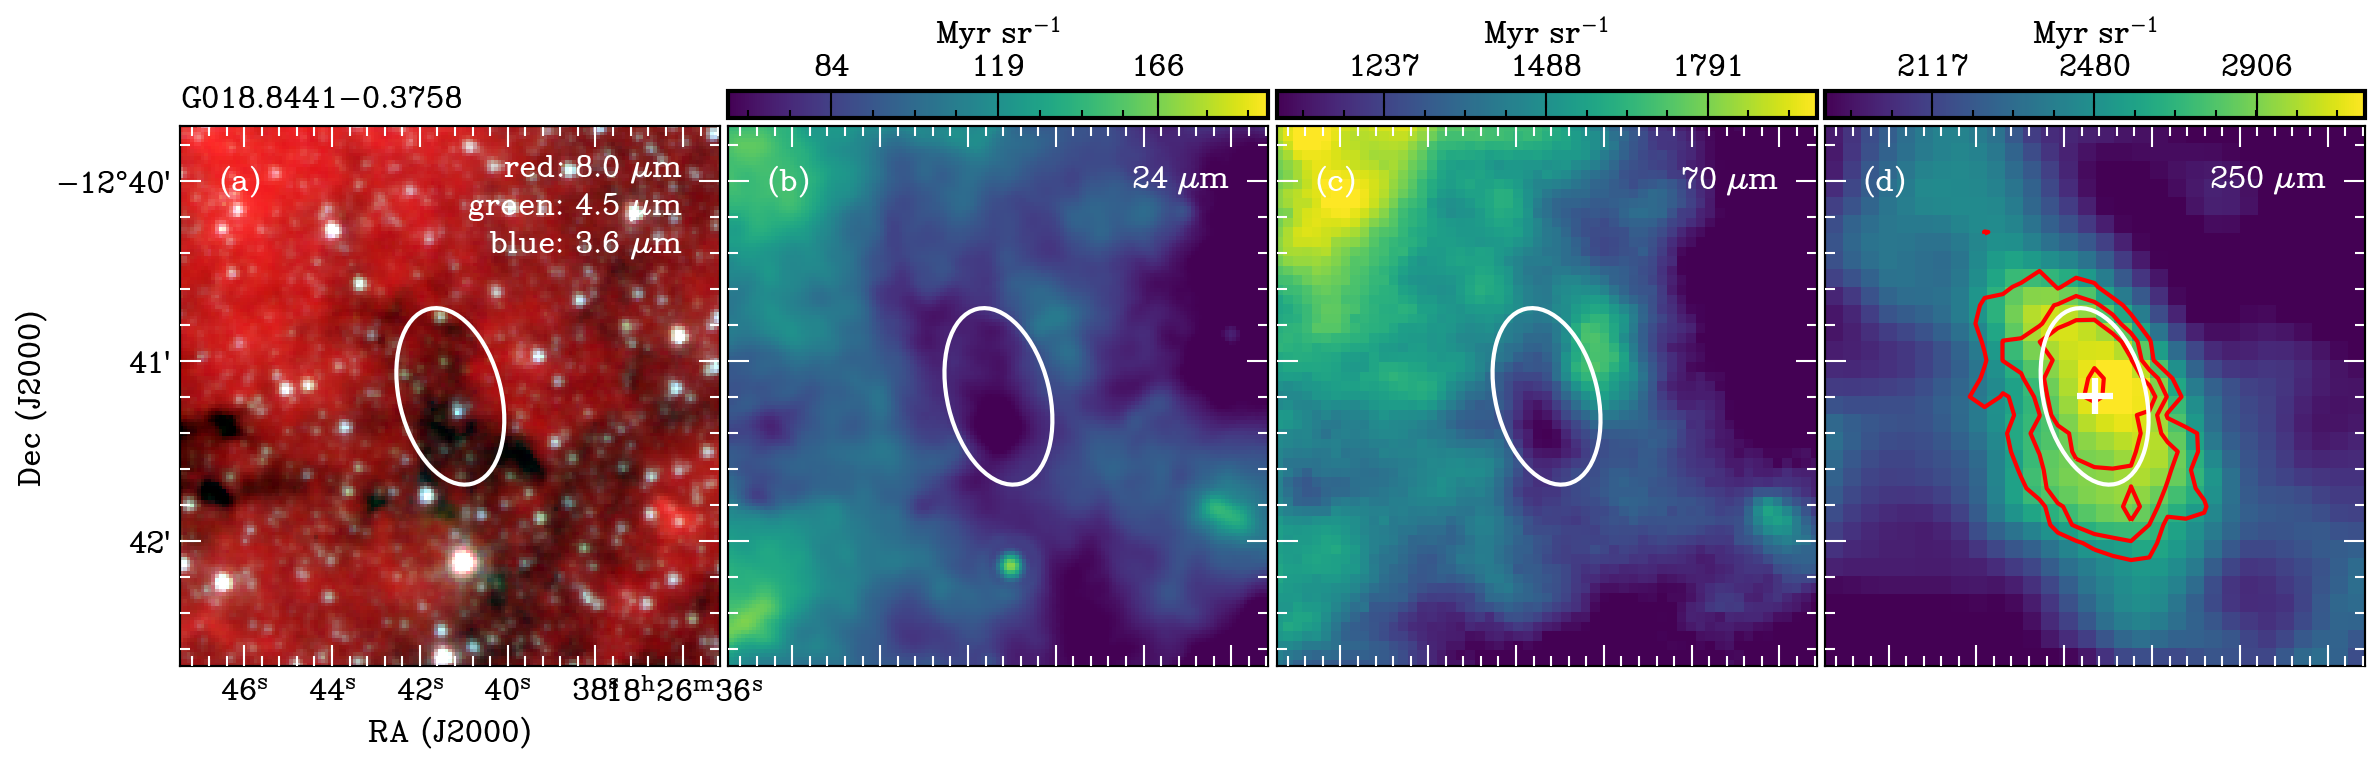 Myr sr⁻¹ Myr sr⁻¹ Myr sr⁻¹
84 119 166 1237 1488 1791 2117 2480 2906
G018.8441−0.3758
(a) red: 8.0 μm
green: 4.5 μm
blue: 3.6 μm
(b) 24 μm
(c) 70 μm
(d) 250 μm
−12°40'
41'
42'
Dec (J2000)
46ˢ 44ˢ 42ˢ 40ˢ 38ˢ 18ʰ26ᵐ36ˢ
RA (J2000)